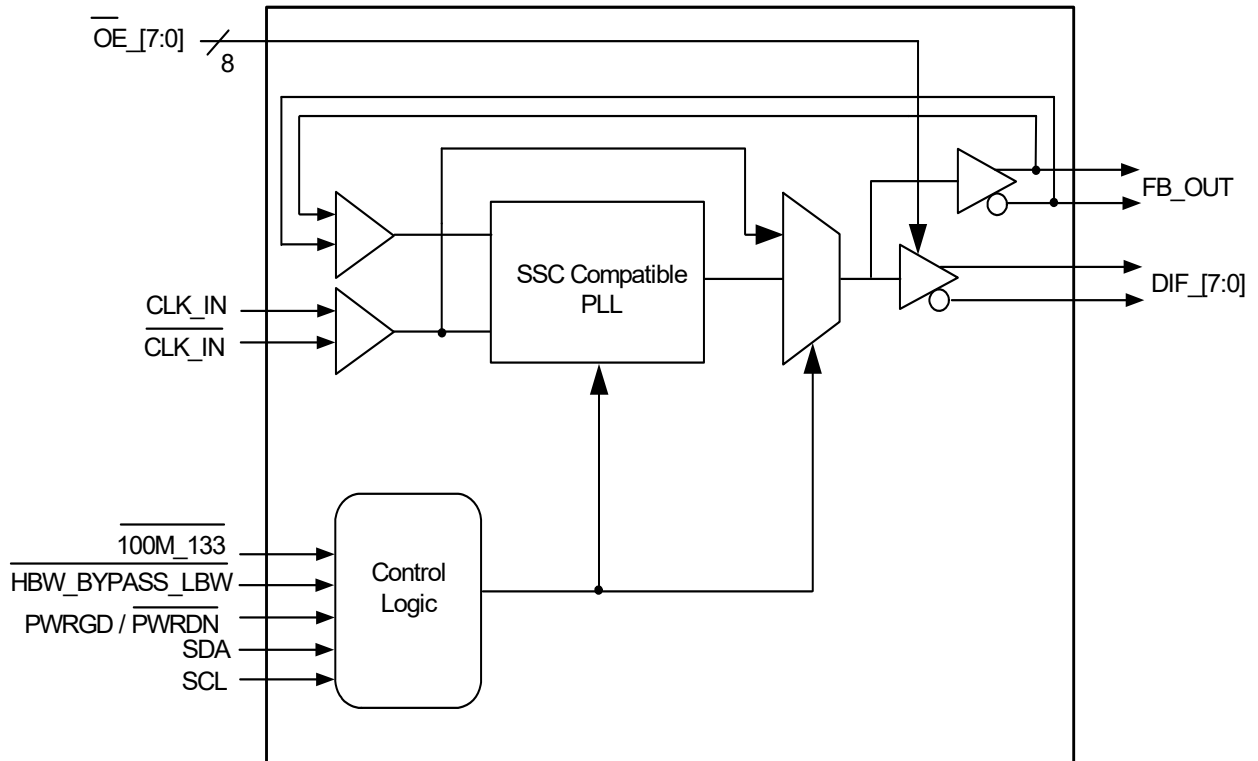 OE_[7:0]
8
FB_OUT
SSC Compatible
PLL
DIF_[7:0]
CLK_IN
CLK_IN
100M_133
HBW_BYPASS_LBW
PWRGD / PWRDN
SDA
SCL
Control
Logic